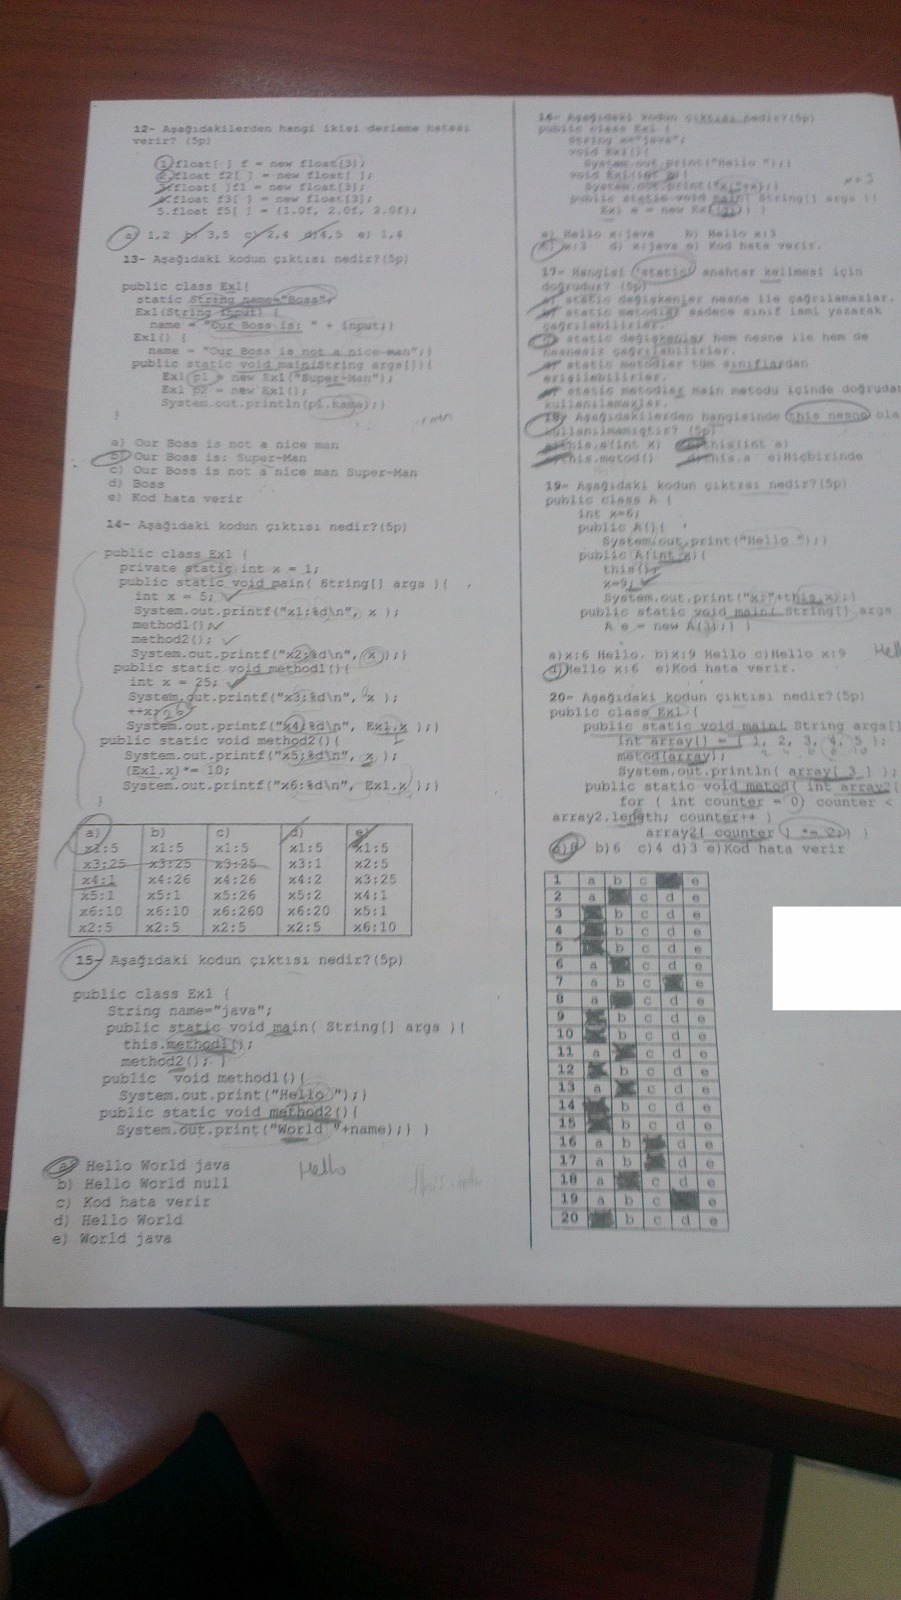 12- Aşağıdakilerden hangi ikisi derleme hatası
verir? (5p)
1.float[ ] f = new float(3);
2.float f2[ ] = new float[ ];
3.float[ ]f1 = new float[3];
4.float f3[ ] = new float[3];
5.float f5[ ] = {1.0f, 2.0f, 2.0f};
a) 1,2 b) 3,5 c) 2,4 d) 4,5 e) 1,4
13- Aşağıdaki kodun çıktısı nedir?(5p)
public class Ex1{
static String name="Boss";
Ex1(String input) {
name = "Our Boss is: " + input;}
Ex1() {
name = "Our Boss is not a nice man";}
public static void main(String args[]){
Ex1 p1 = new Ex1("Super-Man");
Ex1 p2 = new Ex1();
System.out.println(p1.name);}
}
a) Our Boss is not a nice man
b) Our Boss is: Super-Man
c) Our Boss is not a nice man Super-Man
d) Boss
e) Kod hata verir
14- Aşağıdaki kodun çıktısı nedir?(5p)
public class Ex1 {
private static int x = 1;
public static void main( String[] args ){
int x = 5;
System.out.printf("x1:%d\n", x );
method1();
method2();
System.out.printf("x2:%d\n", x );}
public static void method1(){
int x = 25;
System.out.printf("x3:%d\n", x );
++x; 26
System.out.printf("x4:%d\n", Ex1.x );}
public static void method2(){
System.out.printf("x5:%d\n", x );
(Ex1.x)*= 10;
System.out.printf("x6:%d\n", Ex1.x );}
}
a) b) c) d) e)
x1:5 x1:5 x1:5 x1:5 x1:5
x3:25 x3:25 x3:25 x3:1 x2:5
x4:1 x4:26 x4:26 x4:2 x3:25
x5:1 x5:1 x5:26 x5:2 x4:1
x6:10 x6:10 x6:260 x6:20 x5:1
x2:5 x2:5 x2:5 x2:5 x6:10
15- Aşağıdaki kodun çıktısı nedir?(5p)
public class Ex1 {
String name="java";
public static void main( String[] args ){
this.method1();
method2(); }
public void method1(){
System.out.print("Hello ");}
public static void method2(){
System.out.print("World "+name);} }
a) Hello World java
Hello
b) Hello World null
c) Kod hata verir
d) Hello World
e) World java
16- Aşağıdaki kodun çıktısı nedir?(5p)
public class Ex1 {
String x="java";
void Ex1(){
System.out.print("Hello ");}
void Ex1(int x){
System.out.print("x:"+x);}
public static void main( String[] args ){
Ex1 e = new Ex1(3);} }
a) Hello x:java b) Hello x:3
c) x:3 d) x:java e) Kod hata verir.
17- Hangisi 'static' anahtar kelimesi için
doğrudur? (5p)
a) static değişkenler nesne ile çağrılamazlar.
b) static metodlar sadece sınıf ismi yazarak
çağrılabilirler.
c) static değişkenler hem nesne ile hem de
nesnesiz çağrılabilirler.
d) static metodlar tüm sınıflardan
erişilebilirler.
e) static metodlar main metodu içinde doğrudan
kullanılamazlar.
18- Aşağıdakilerden hangisinde this nesne
kullanılmamıştır? (5p)
a)this.a(int x) b)this(int a)
c)this.metod() d)this.a e)Hiçbirinde
19- Aşağıdaki kodun çıktısı nedir?(5p)
public class A {
int x=6;
public A(){
System.out.print("Hello ");}
public A(int x){
this();
x=9;
System.out.print("x:"+this.x);}
public static void main( String[] args
A e = new A(3);} }
a)x:6 Hello. b)x:9 Hello c)Hello x:9
d)Hello x:6 e)Kod hata verir.
20- Aşağıdaki kodun çıktısı nedir?(5p)
public class Ex1{
public static void main( String args[]
int array[] = { 1, 2, 3, 4, 5 };
metod(array);
System.out.println( array[ 3 ] );
public static void metod( int array2[
for ( int counter = 0; counter <
array2.length; counter++ )
array2[ counter ] *= 2;} }
a)8 b)6 c)4 d)3 e)Kod hata verir
1 a b c e
2 a c d e
3 b c d e
4 b c d e
5 b c d e
6 a c d e
7 a b c e
8 a c d e
9 b c d e
10 b c d e
11 a c d e
12 b c d e
13 a c d e
14 b c d e
15 b c d e
16 a b d e
17 a b d e
18 a c d e
19 a b c e
20 b c d e